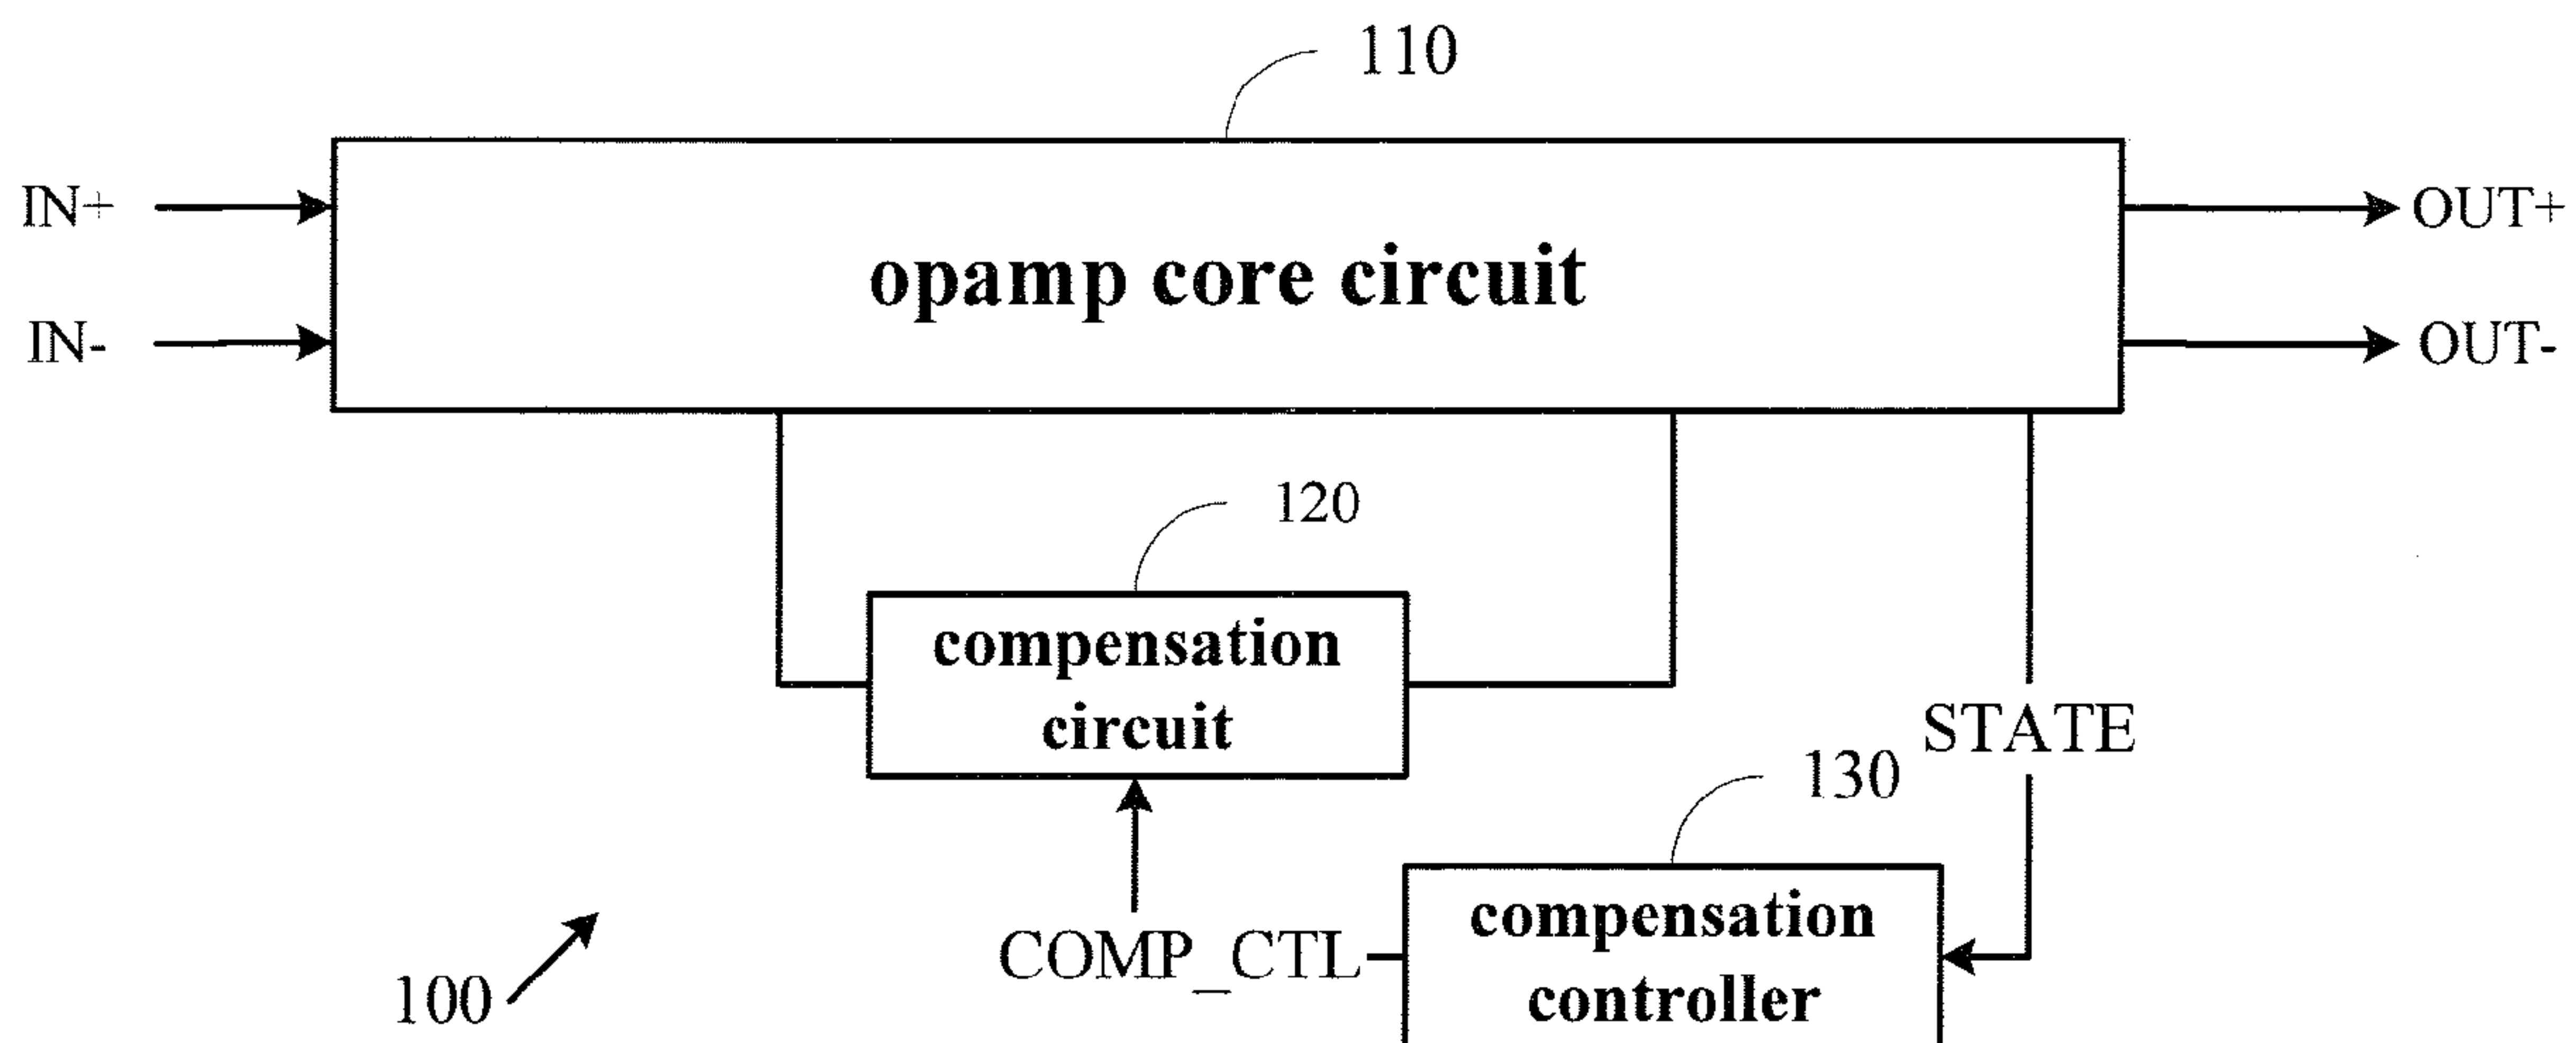 110
IN+
OUT+
opamp core circuit
IN-
OUT-
120
compensation
circuit
STATE
130
compensation
controller
COMP_CTL
100